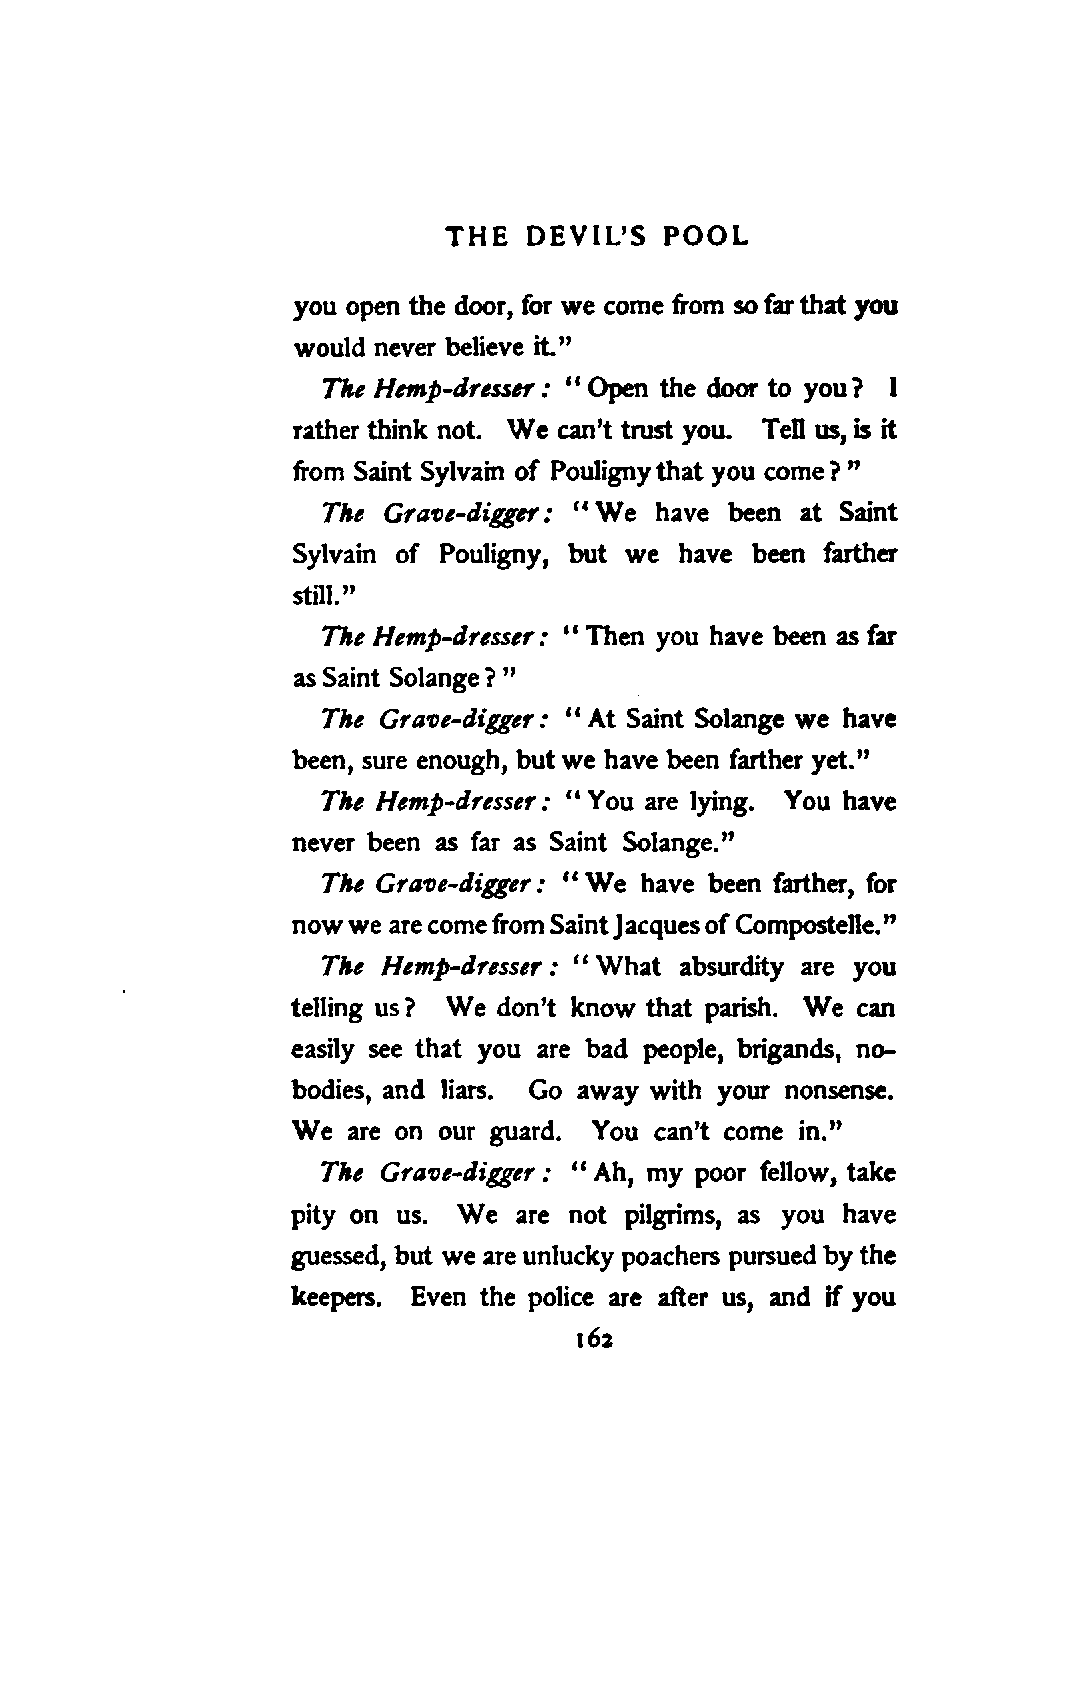 THE DEVIL'S POOL
you open the door, for we come from so far that you
would never believe it."
The Hemp-dresser: "Open the door to you? I
rather think not. We can't trust you. Tell us, is it
from Saint Sylvain of Pouligny that you come?"
The Grave-digger: "We have been at Saint
Sylvain of Pouligny, but we have been farther
still."
The Hemp-dresser: "Then you have been as far
as Saint Solange?"
The Grave-digger: "At Saint Solange we have
been, sure enough, but we have been farther yet."
The Hemp-dresser: "You are lying. You have
never been as far as Saint Solange."
The Grave-digger: "We have been farther, for
now we are come from Saint Jacques of Compostelle."
The Hemp-dresser: "What absurdity are you
telling us? We don't know that parish. We can
easily see that you are bad people, brigands, no-
bodies, and liars. Go away with your nonsense.
We are on our guard. You can't come in."
The Grave-digger: "Ah, my poor fellow, take
pity on us. We are not pilgrims, as you have
guessed, but we are unlucky poachers pursued by the
keepers. Even the police are after us, and if you
162